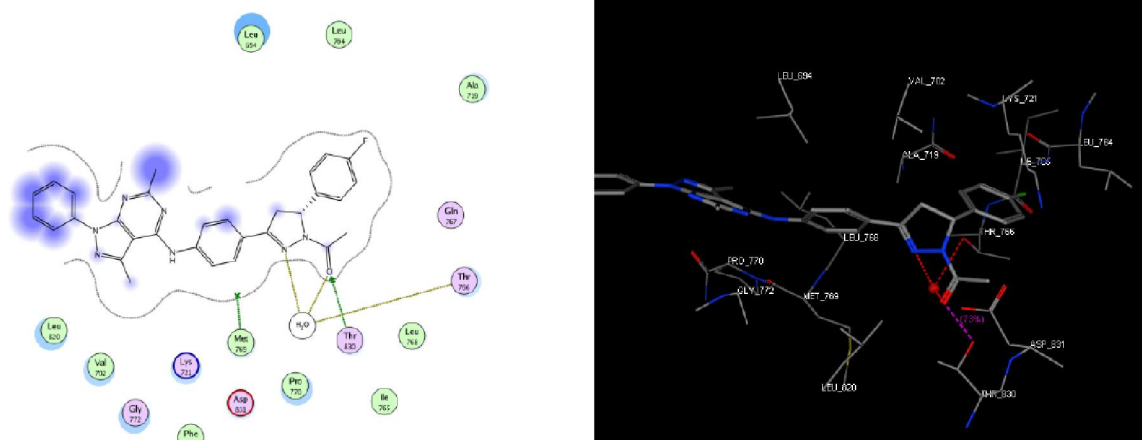 Leu
694
Leu
764
Ala
719
F
N
N
N
N
N
H
N
N
O
Gln
767
Thr
766
H₂O
Thr
830
Leu
768
Met
769
Leu
820
Val
702
Lys
721
Asp
831
Pro
770
Gly
772
Ile
765
Phe
LEU_694
VAL_702
LYS_721
LEU_764
ALA_719
THR_766
LEU_768
PRO_770
GLY_772
MET_769
ASP_831
LEU_820
THR_830